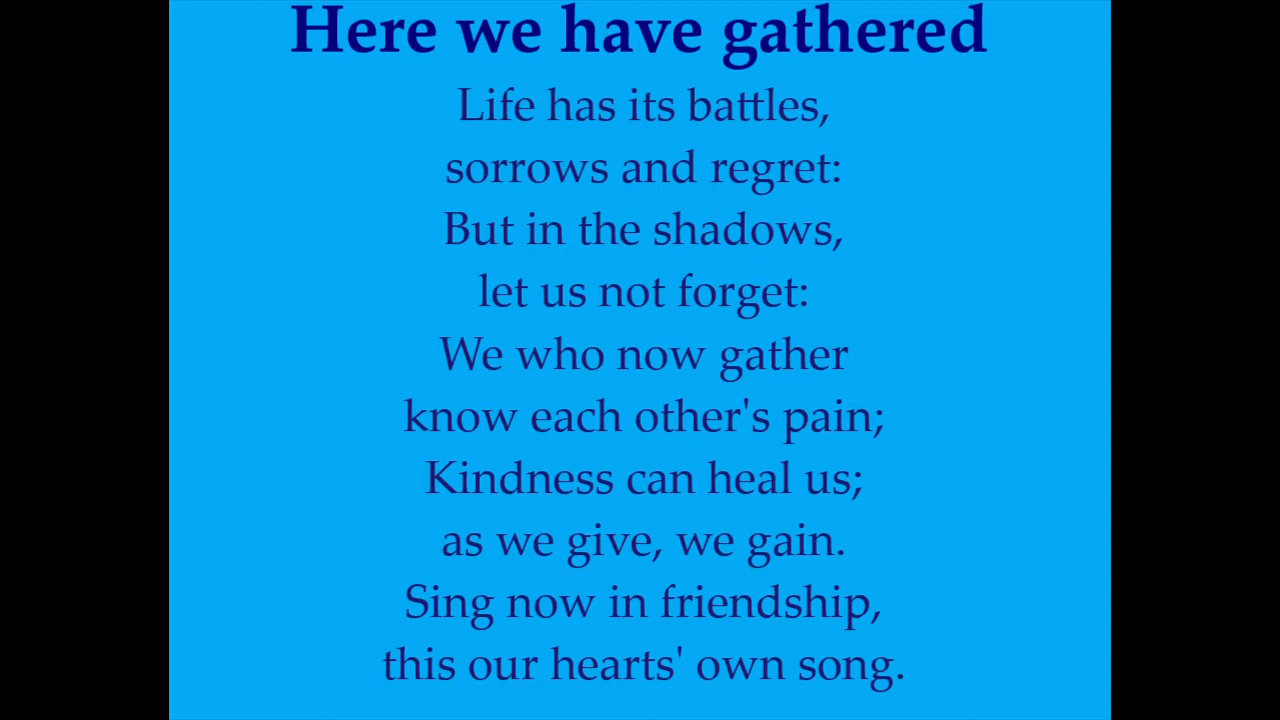 Here we have gathered
Life has its battles,
sorrows and regret:
But in the shadows,
let us not forget:
We who now gather
know each other's pain;
Kindness can heal us;
as we give, we gain.
Sing now in friendship,
this our hearts' own song.